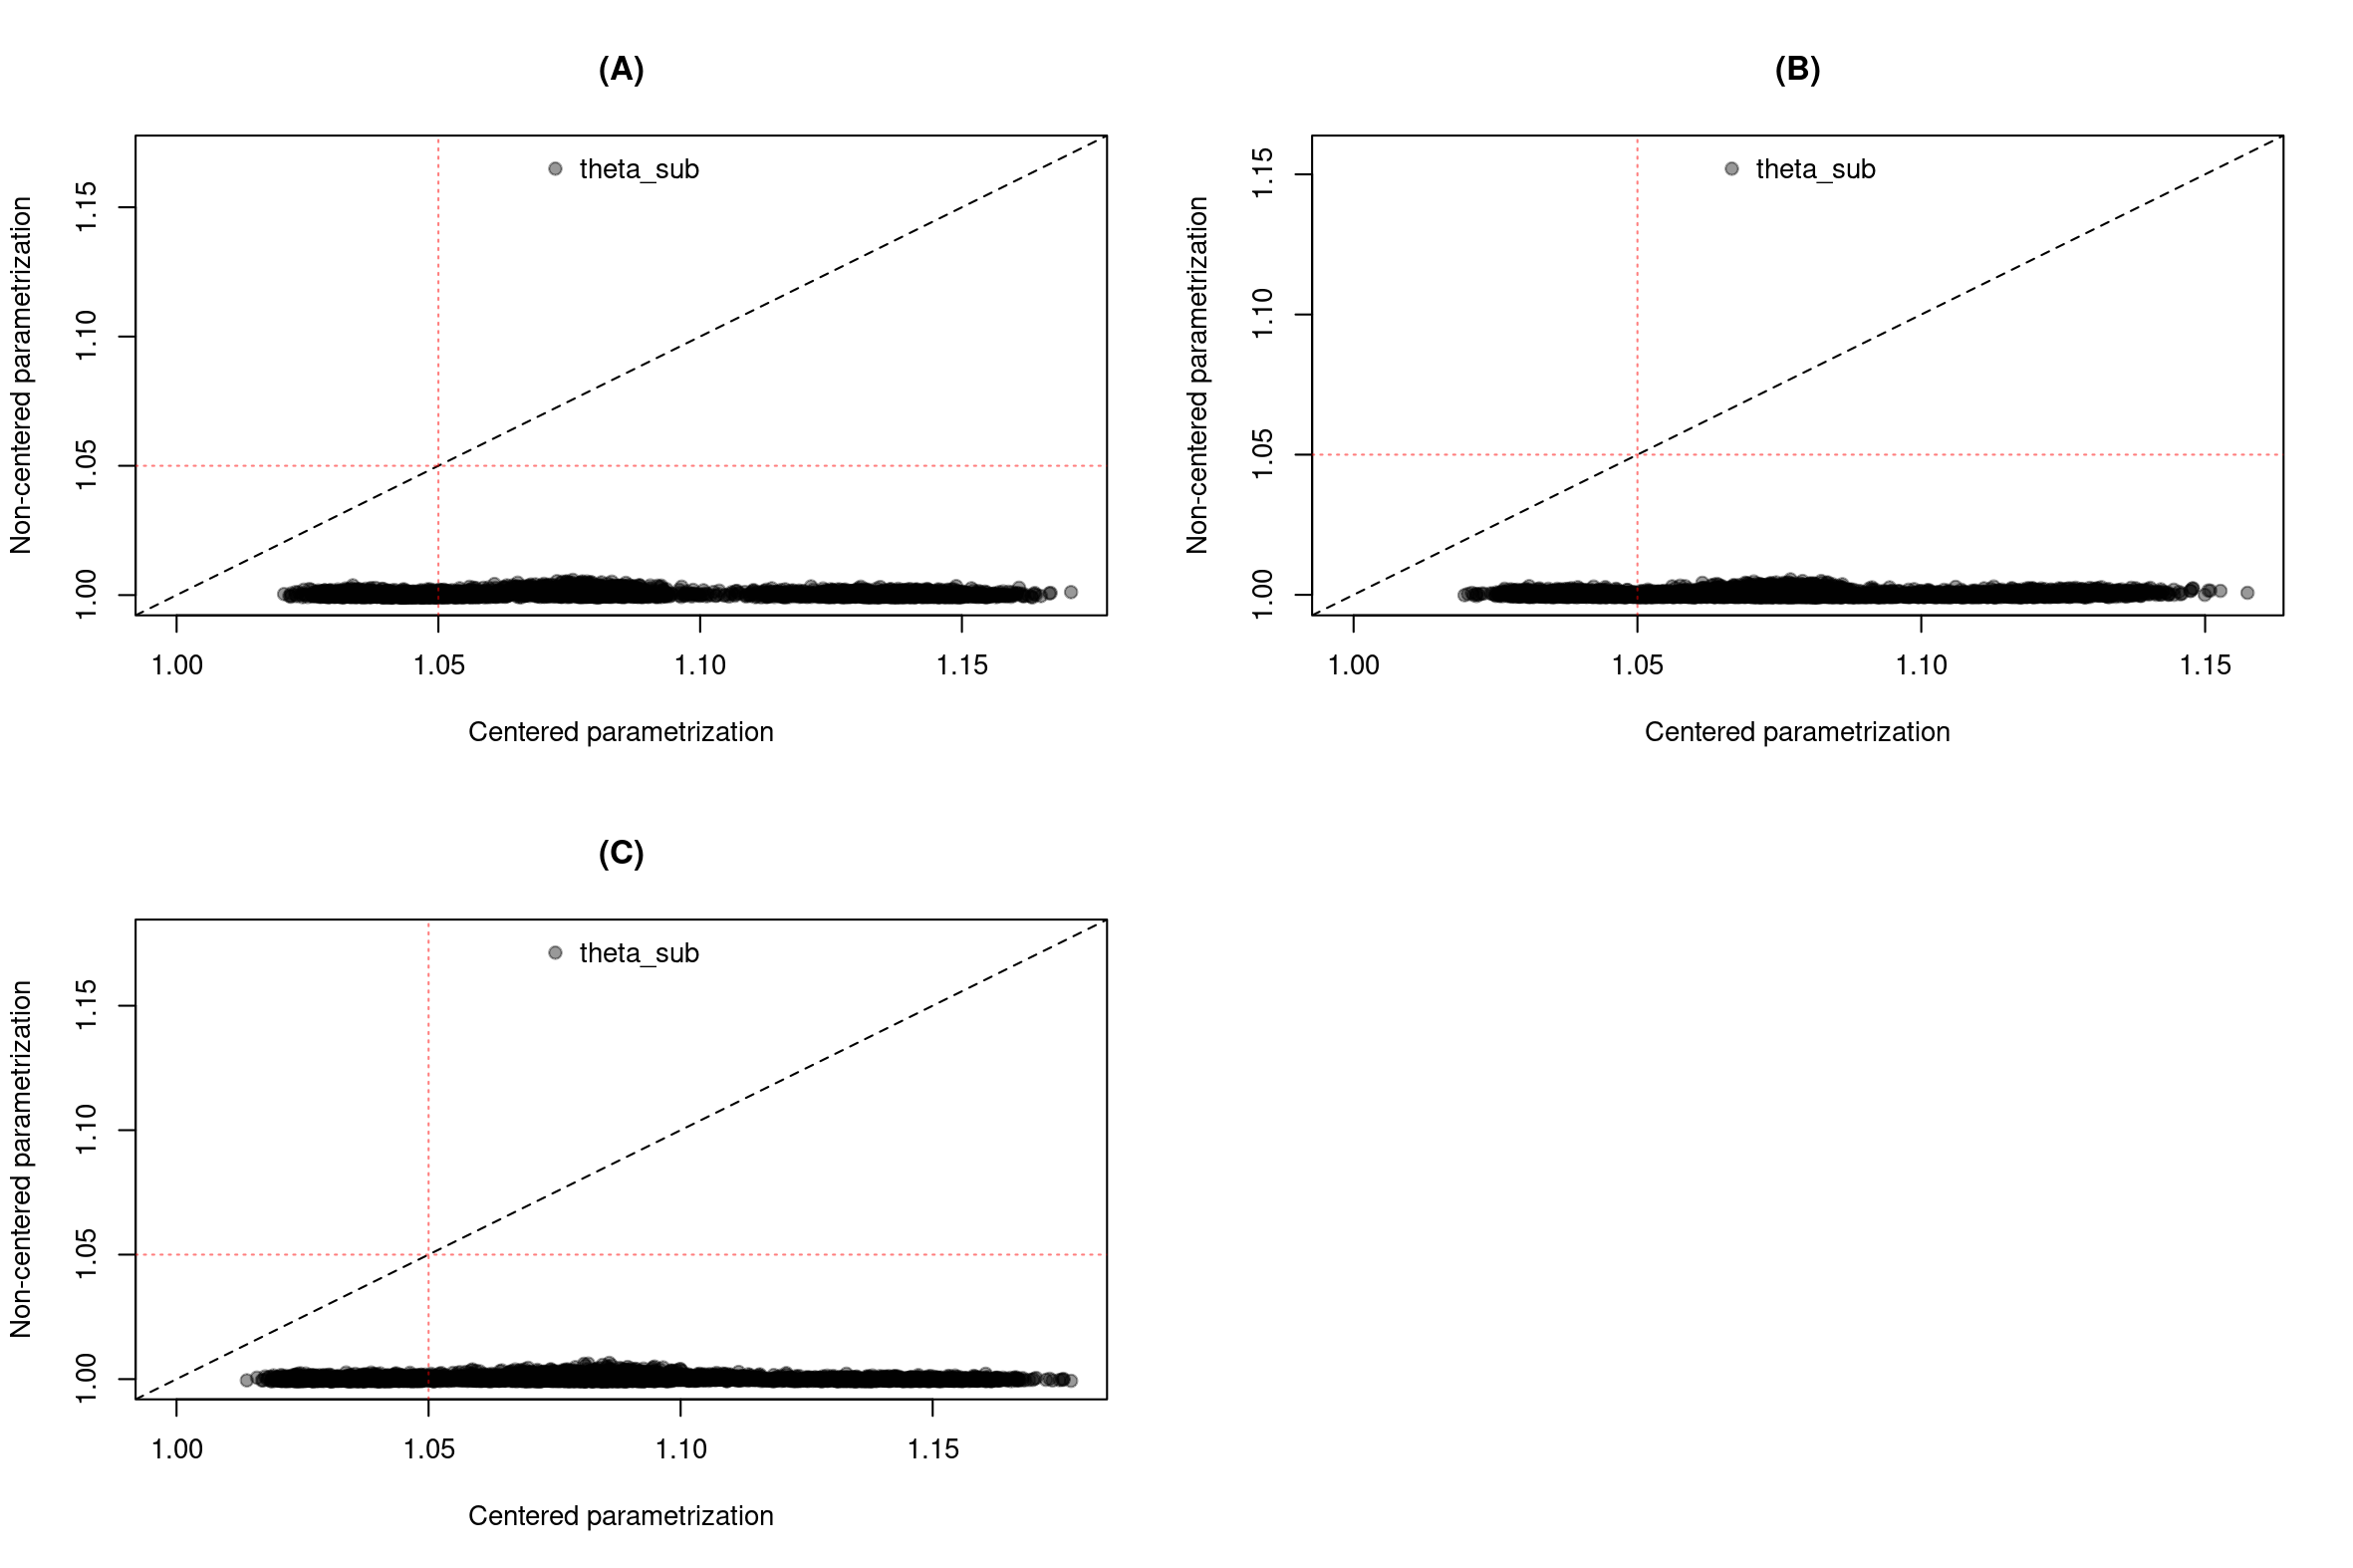 (A)
theta_sub
Non-centered parametrization
1.15
1.10
1.05
1.00
1.00 1.05 1.10 1.15
Centered parametrization
(B)
theta_sub
Non-centered parametrization
1.15
1.10
1.05
1.00
1.00 1.05 1.10 1.15
Centered parametrization
(C)
theta_sub
Non-centered parametrization
1.15
1.10
1.05
1.00
1.00 1.05 1.10 1.15
Centered parametrization